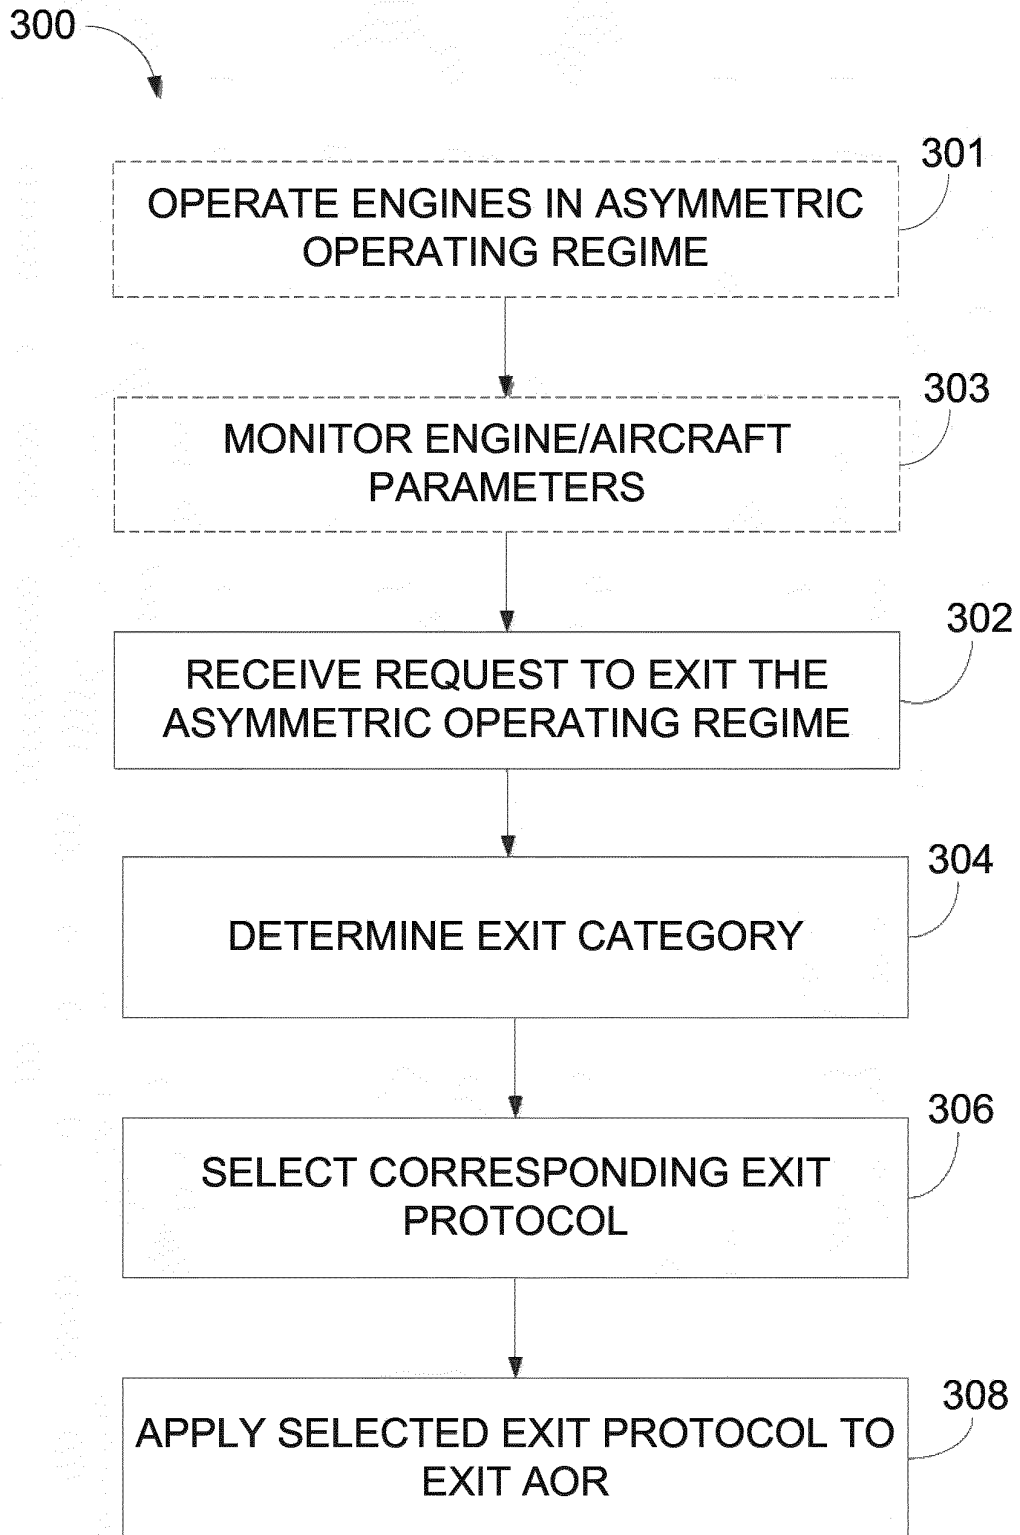 300
301
OPERATE ENGINES IN ASYMMETRIC
OPERATING REGIME
303
MONITOR ENGINE/AIRCRAFT
PARAMETERS
302
RECEIVE REQUEST TO EXIT THE
ASYMMETRIC OPERATING REGIME
304
DETERMINE EXIT CATEGORY
306
SELECT CORRESPONDING EXIT
PROTOCOL
308
APPLY SELECTED EXIT PROTOCOL TO
EXIT AOR